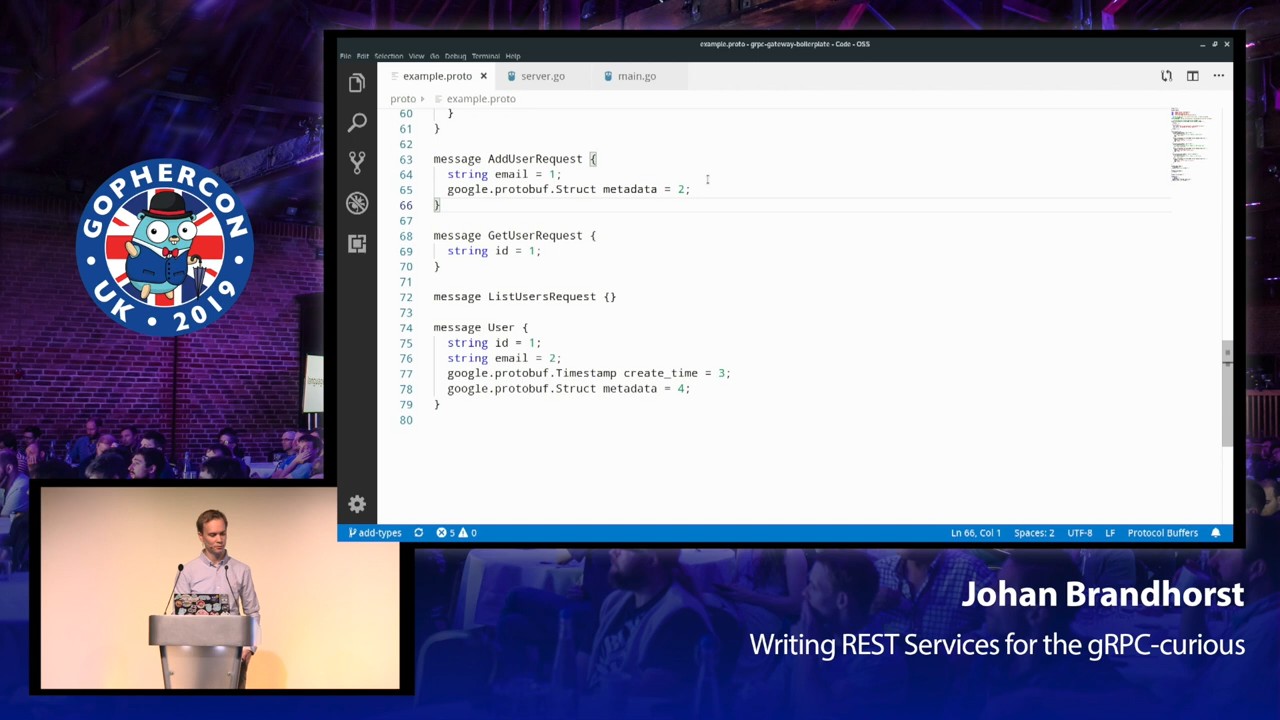 GOPHERCON
UK • 2019
example.proto - grpc-gateway-boilerplate - Code - OSS
File Edit Selection View Go Debug Terminal Help
example.proto × server.go main.go
proto example.proto
60 }
61 }
62
63 message AddUserRequest {
64 string email = 1;
65 google.protobuf.Struct metadata = 2;
66 }
67
68 message GetUserRequest {
69 string id = 1;
70 }
71
72 message ListUsersRequest {}
73
74 message User {
75 string id = 1;
76 string email = 2;
77 google.protobuf.Timestamp create_time = 3;
78 google.protobuf.Struct metadata = 4;
79 }
80
add-types 5 0 Ln 66, Col 1 Spaces: 2 UTF-8 LF Protocol Buffers
Johan Brandhorst
Writing REST Services for the gRPC-curious